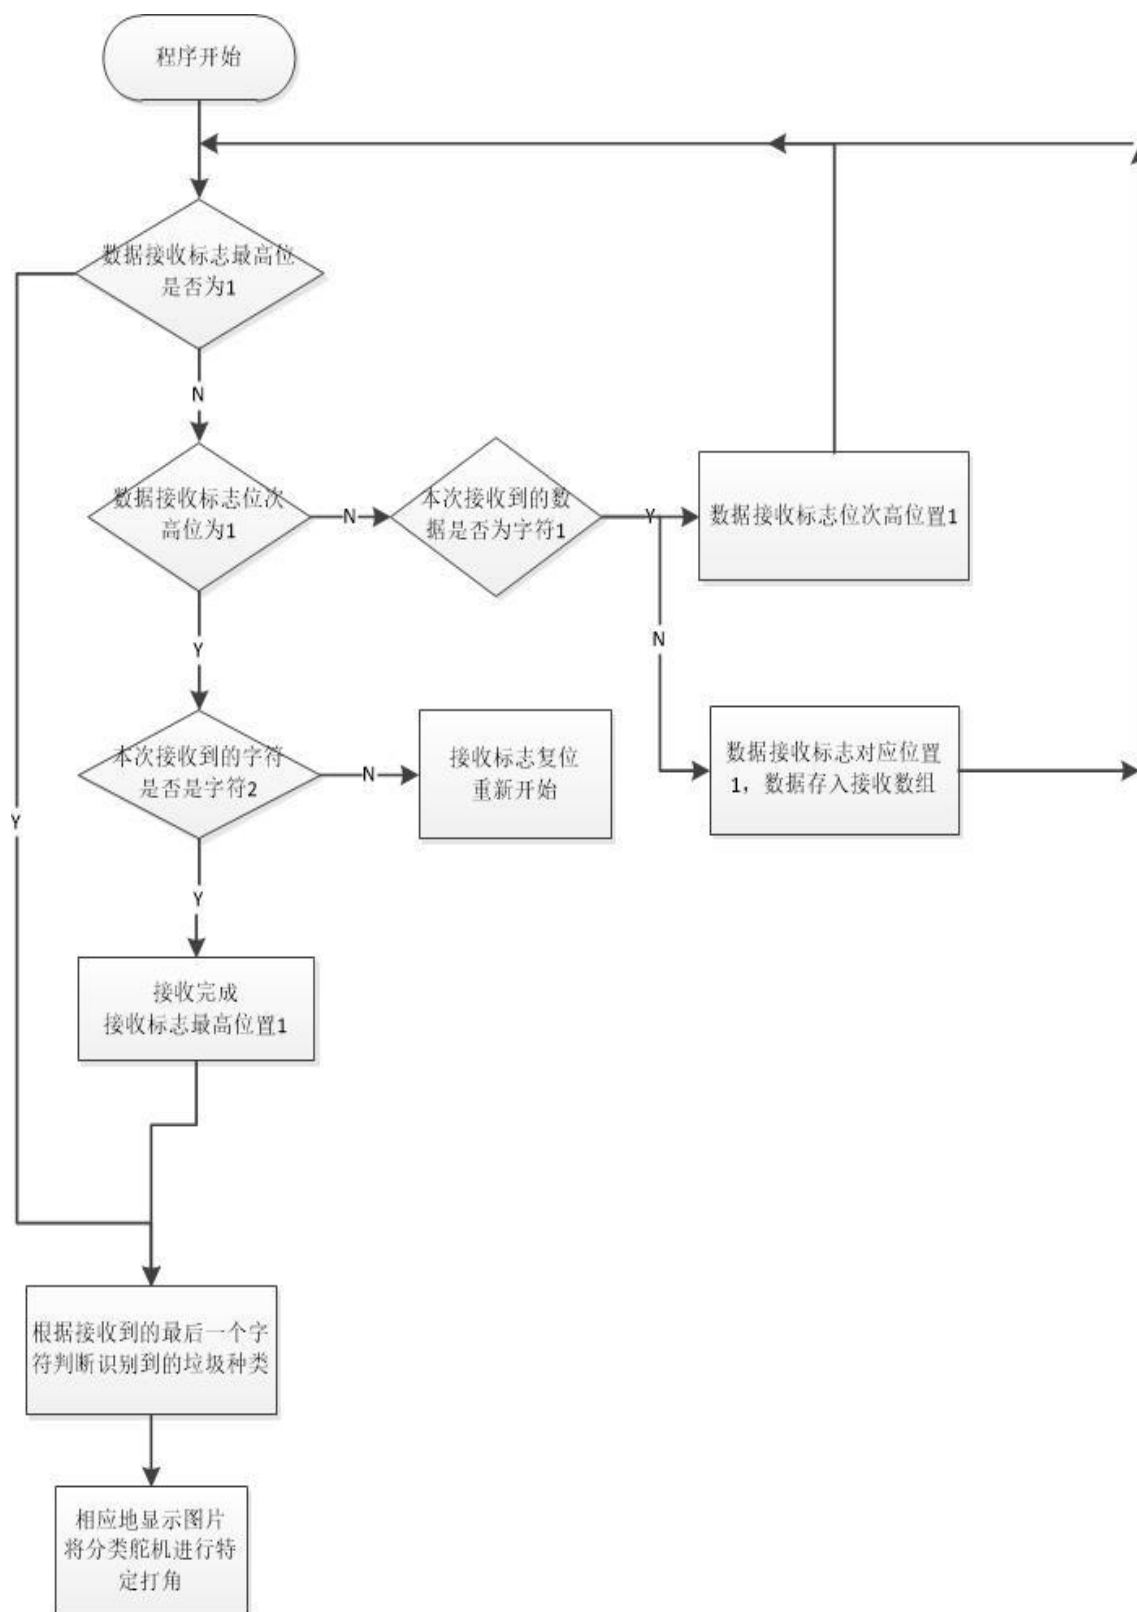 程序开始
数据接收标志最高位
是否为1
N
数据接收标志位次
高位为1
N
本次接收到的数
据是否为字符1
Y
数据接收标志位次高位置1
N
Y
本次接收到的字符
是否是字符2
N
接收标志复位
重新开始
数据接收标志对应位置
1，数据存入接收数组
Y
Y
接收完成
接收标志最高位置1
根据接收到的最后一个字
符判断识别到的垃圾种类
相应地显示图片
将分类舵机进行特
定打角